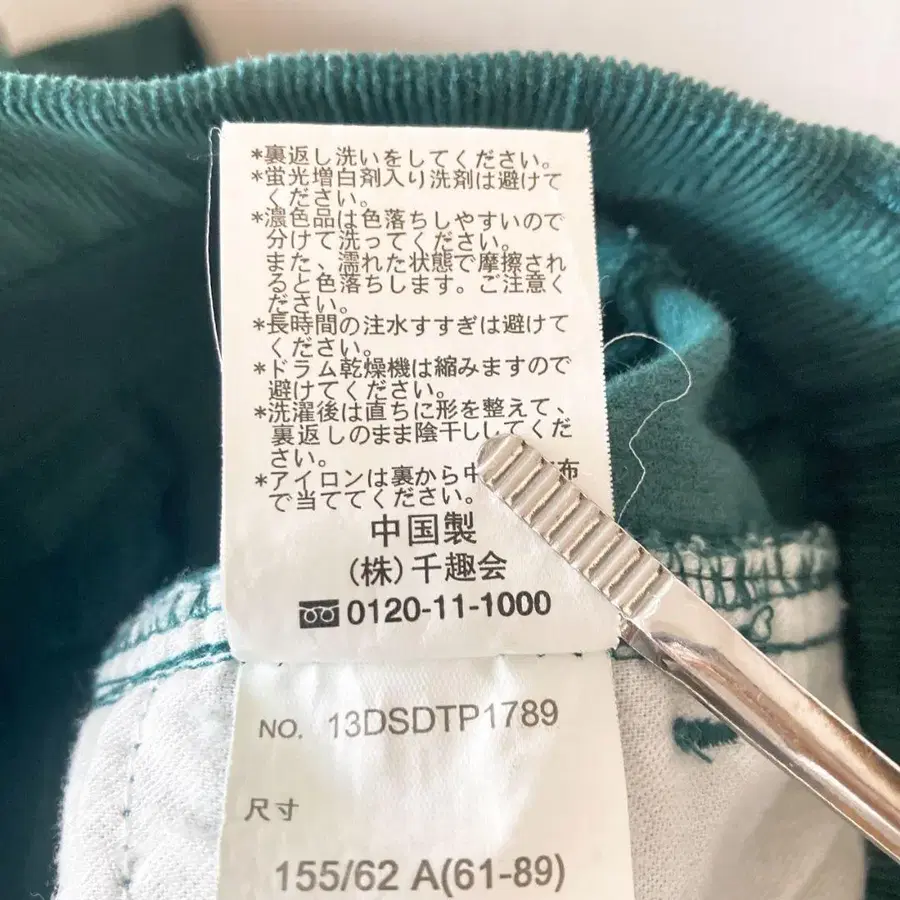 *裏返し洗いをしてください。
*蛍光増白剤入り洗剤は避けて
ください。
*濃色品は色落ちしやすいので
分けて洗ってください。
また、濡れた状態で摩擦され
ると色落ちします。ご注意く
ださい。
*長時間の注水すすぎは避けて
ください。
*ドラム乾燥機は縮みますので
避けてください。
*洗濯後は直ちに形を整えて、
裏返しのまま陰干ししてくだ
さい。
*アイロンは裏から中 布
で当ててください。
中国製
(株)千趣会
0120-11-1000
NO. 13DSDTP1789
尺寸
155/62 A(61-89)